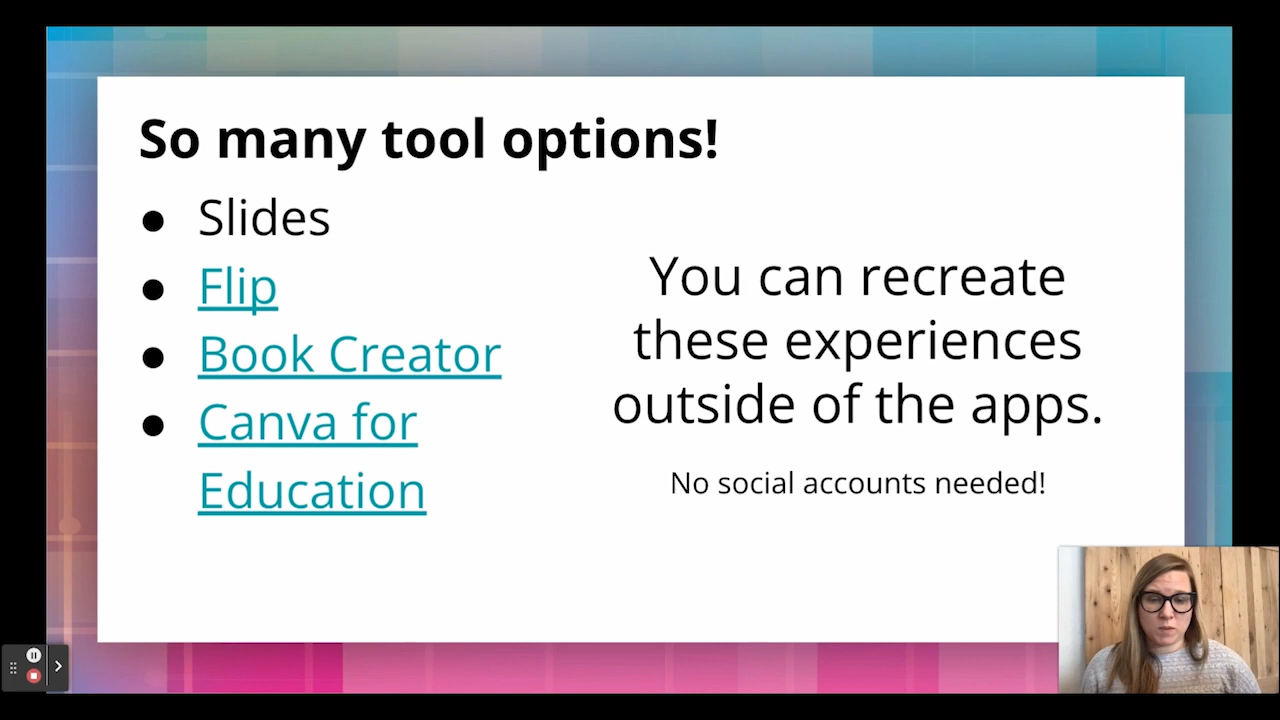 So many tool options!
● Slides
● Flip
● Book Creator
● Canva for
Education
You can recreate
these experiences
outside of the apps.
No social accounts needed!